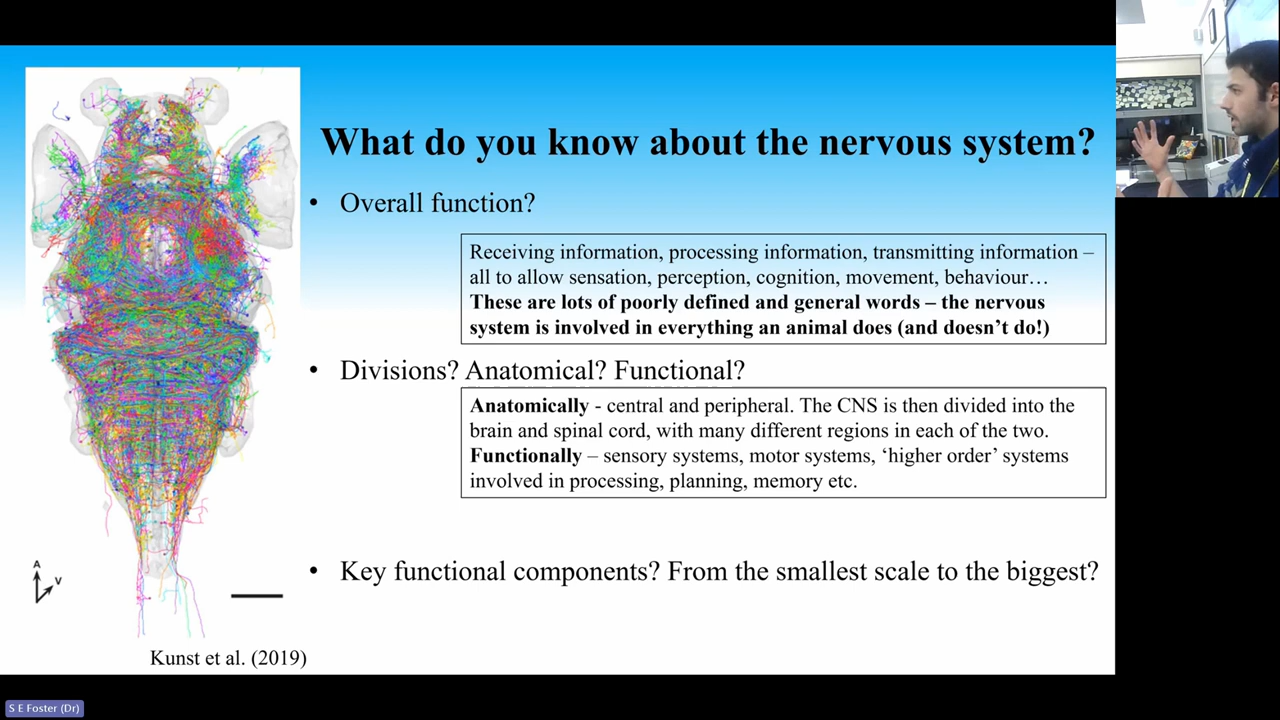 What do you know about the nervous system?
• Overall function?
Receiving information, processing information, transmitting information –
all to allow sensation, perception, cognition, movement, behaviour…
These are lots of poorly defined and general words – the nervous
system is involved in everything an animal does (and doesn’t do!)
• Divisions? Anatomical? Functional?
Anatomically - central and peripheral. The CNS is then divided into the
brain and spinal cord, with many different regions in each of the two.
Functionally – sensory systems, motor systems, ‘higher order’ systems
involved in processing, planning, memory etc.
• Key functional components? From the smallest scale to the biggest?
A
V
Kunst et al. (2019)
S E Foster (Dr)